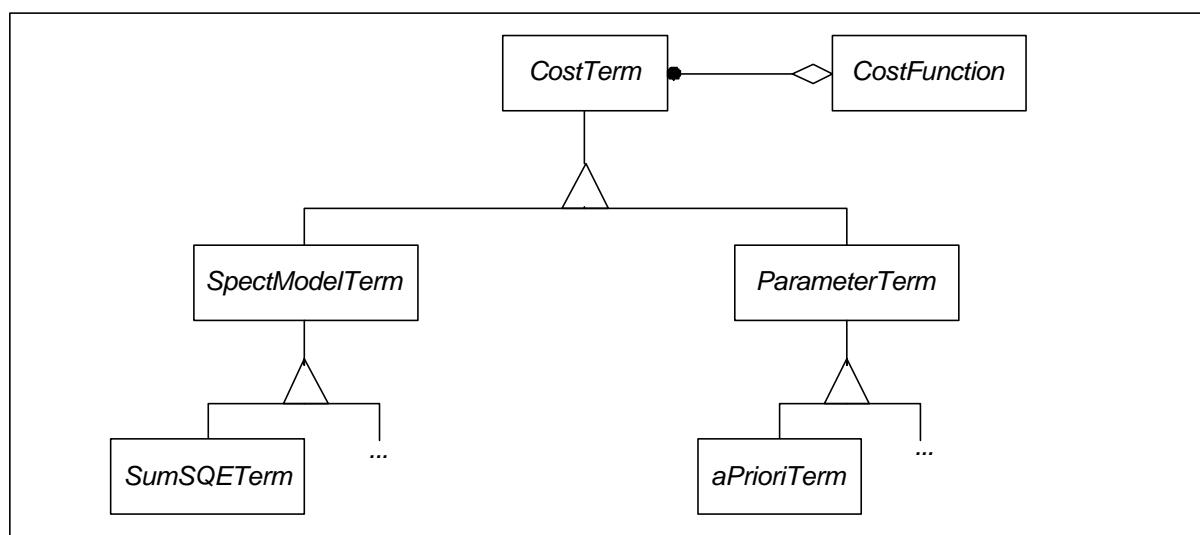 CostTerm
CostFunction
SpectModelTerm
ParameterTerm
SumSQETerm
...
aPrioriTerm
...